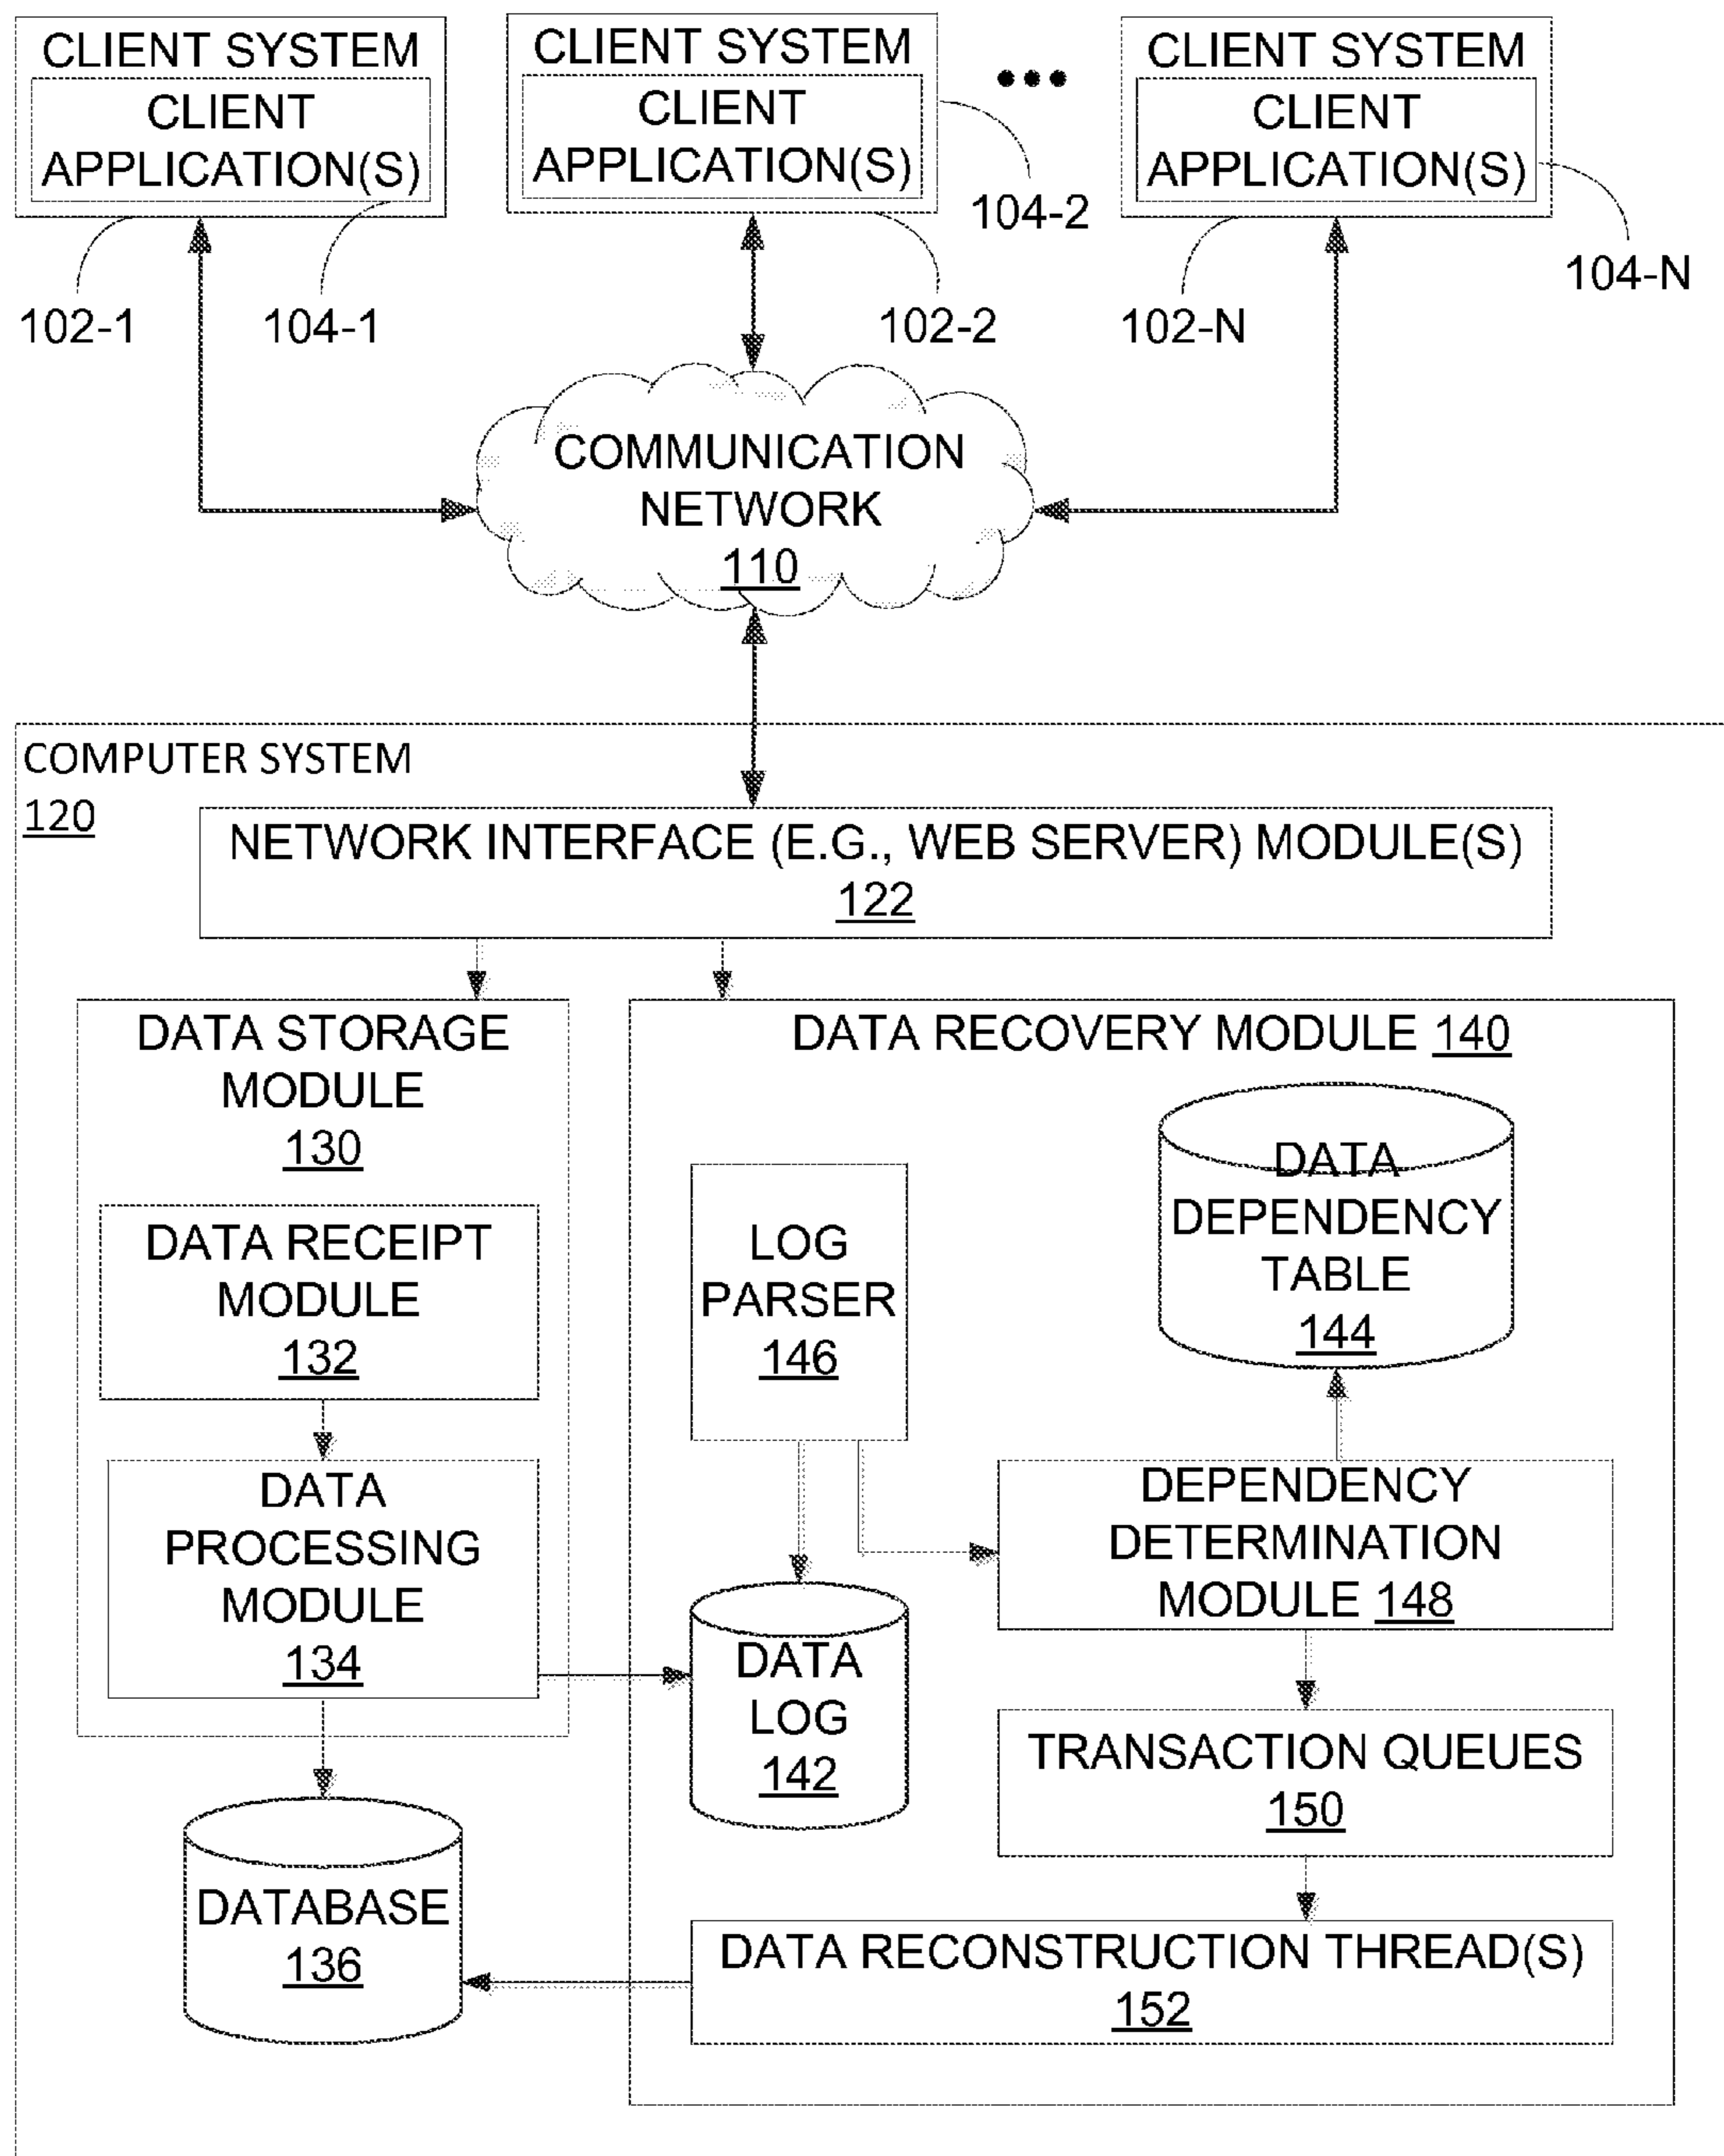 CLIENT SYSTEM
CLIENT
APPLICATION(S)
CLIENT SYSTEM
CLIENT
APPLICATION(S)
•••
CLIENT SYSTEM
CLIENT
APPLICATION(S)
102-1
104-1
104-2
102-2
102-N
104-N
COMMUNICATION
NETWORK
110
COMPUTER SYSTEM
120
NETWORK INTERFACE (E.G., WEB SERVER) MODULE(S)
122
DATA STORAGE
MODULE
130
DATA RECEIPT
MODULE
132
DATA
PROCESSING
MODULE
134
DATABASE
136
DATA RECOVERY MODULE 140
LOG
PARSER
146
DATA
DEPENDENCY
TABLE
144
DEPENDENCY
DETERMINATION
MODULE 148
DATA
LOG
142
TRANSACTION QUEUES
150
DATA RECONSTRUCTION THREAD(S)
152